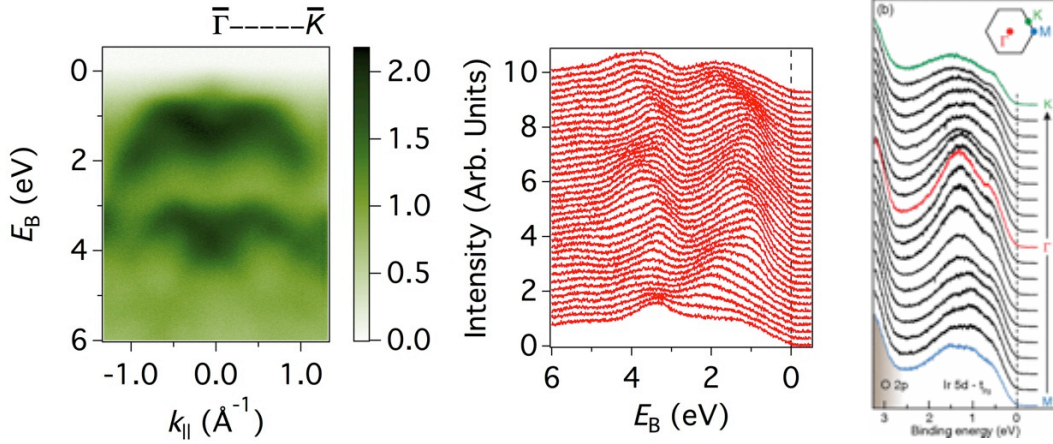 Γ̅-----K̅
0
2
4
6
E_B (eV)
-1.0 0.0 1.0
k_|| (Å⁻¹)
2.0
1.5
1.0
0.5
0.0
Intensity (Arb. Units)
10
8
6
4
2
0
6 4 2 0
E_B (eV)
(b)
K
M
Γ
K
Γ
M
O 2p Ir 5d - t₂g
3 2 1 0
Binding energy (eV)